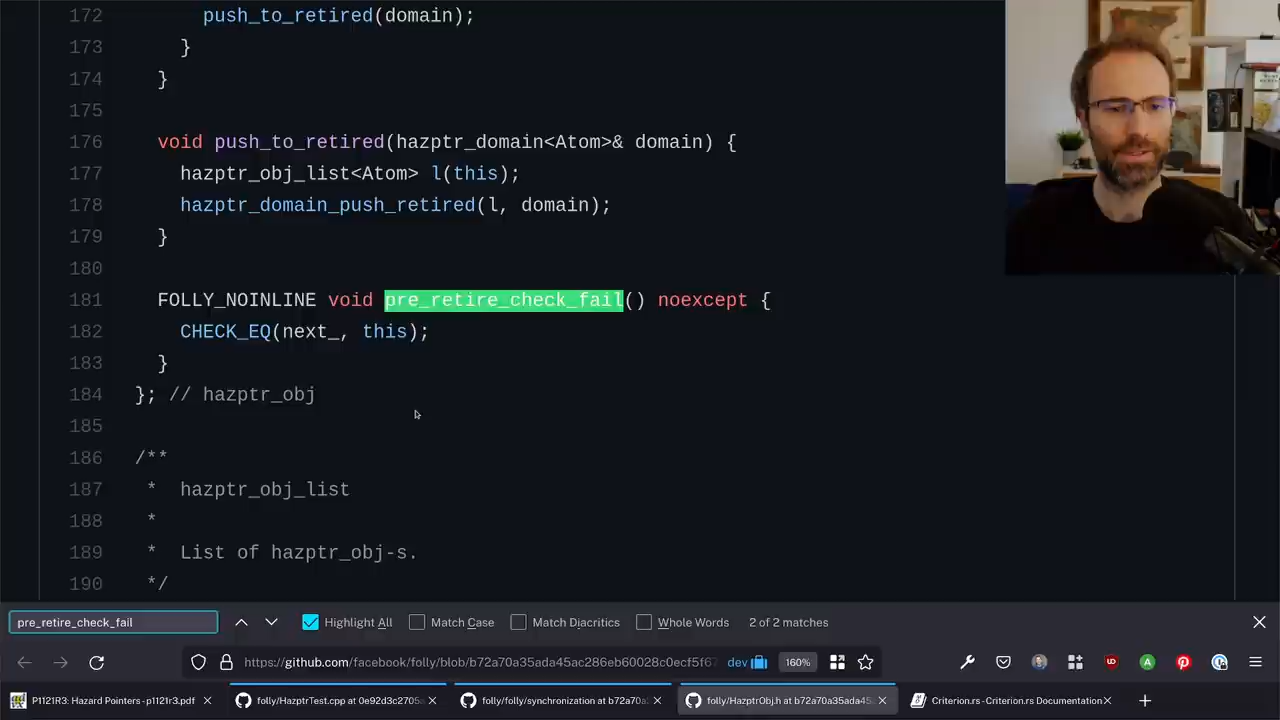 172 push_to_retired(domain);
173 }
174 }
175
176 void push_to_retired(hazptr_domain<Atom>& domain) {
177 hazptr_obj_list<Atom> l(this);
178 hazptr_domain_push_retired(l, domain);
179 }
180
181 FOLLY_NOINLINE void pre_retire_check_fail() noexcept {
182 CHECK_EQ(next_, this);
183 }
184 }; // hazptr_obj
185
186 /**
187 * hazptr_obj_list
188 *
189 * List of hazptr_obj-s.
190 */
pre_retire_check_fail Highlight All Match Case Match Diacritics Whole Words 2 of 2 matches
https://github.com/facebook/folly/blob/b72a70a35ada45ac286eb60028c0ecf5f67 dev 160%
P1121R3: Hazard Pointers - p1121r3.pdf folly/HazptrTest.cpp at 0e92d3c2705 folly/folly/synchronization at b72a70 folly/HazptrObj.h at b72a70a35ada45 Criterion.rs - Criterion.rs Documentation